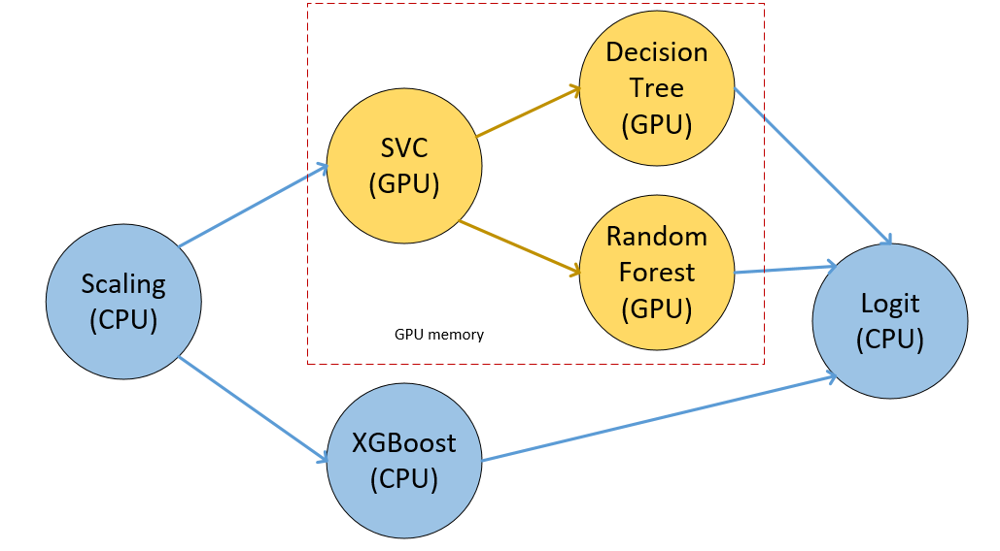 Decision
Tree
(GPU)
SVC
(GPU)
Random
Forest
(GPU)
Scaling
(CPU)
GPU memory
Logit
(CPU)
XGBoost
(CPU)